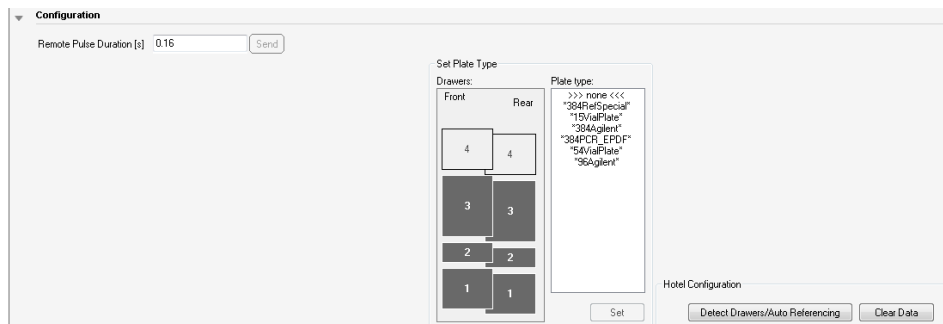 Configuration
Remote Pulse Duration [s] 0.16 Send
Set Plate Type
Drawers:
Front Rear
4 4
3 3
2 2
1 1
Plate type:
>>> none <<<
"384RefSpecial"
"15VialPlate"
"384Agilent"
"384PCR_EPDF"
"54VialPlate"
"96Agilent"
Set
Hotel Configuration
Detect Drawers/Auto Referencing Clear Data